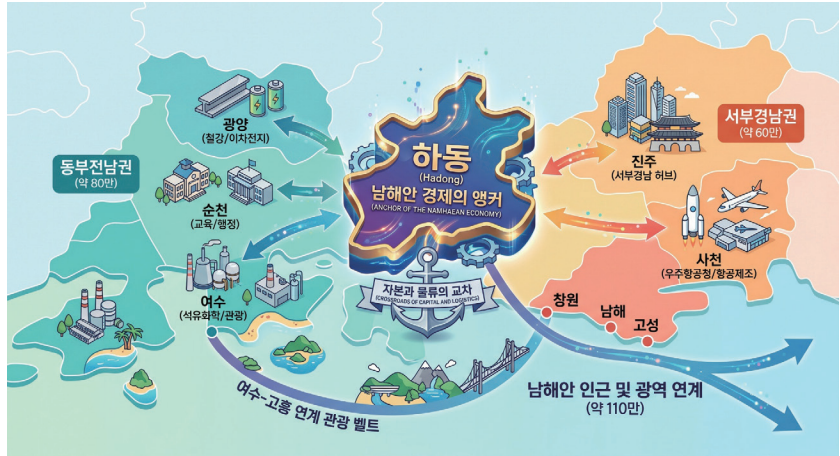 동부전남권
(약 80만)
광양
(철강/이차전지)
순천
(교육/행정)
여수
(석유화학/관광)
하동
(Hadong)
남해안 경제의 앵커
(ANCHOR OF THE NAMHAEAN ECONOMY)
자본과 물류의 교차
(CROSSROADS OF CAPITAL AND LOGISTICS)
서부경남권
(약 60만)
진주
(서부경남 허브)
사천
(우주항공청/항공제조)
창원
남해
고성
여수-고흥 연계 관광 벨트
남해안 인근 및 광역 연계
(약 110만)